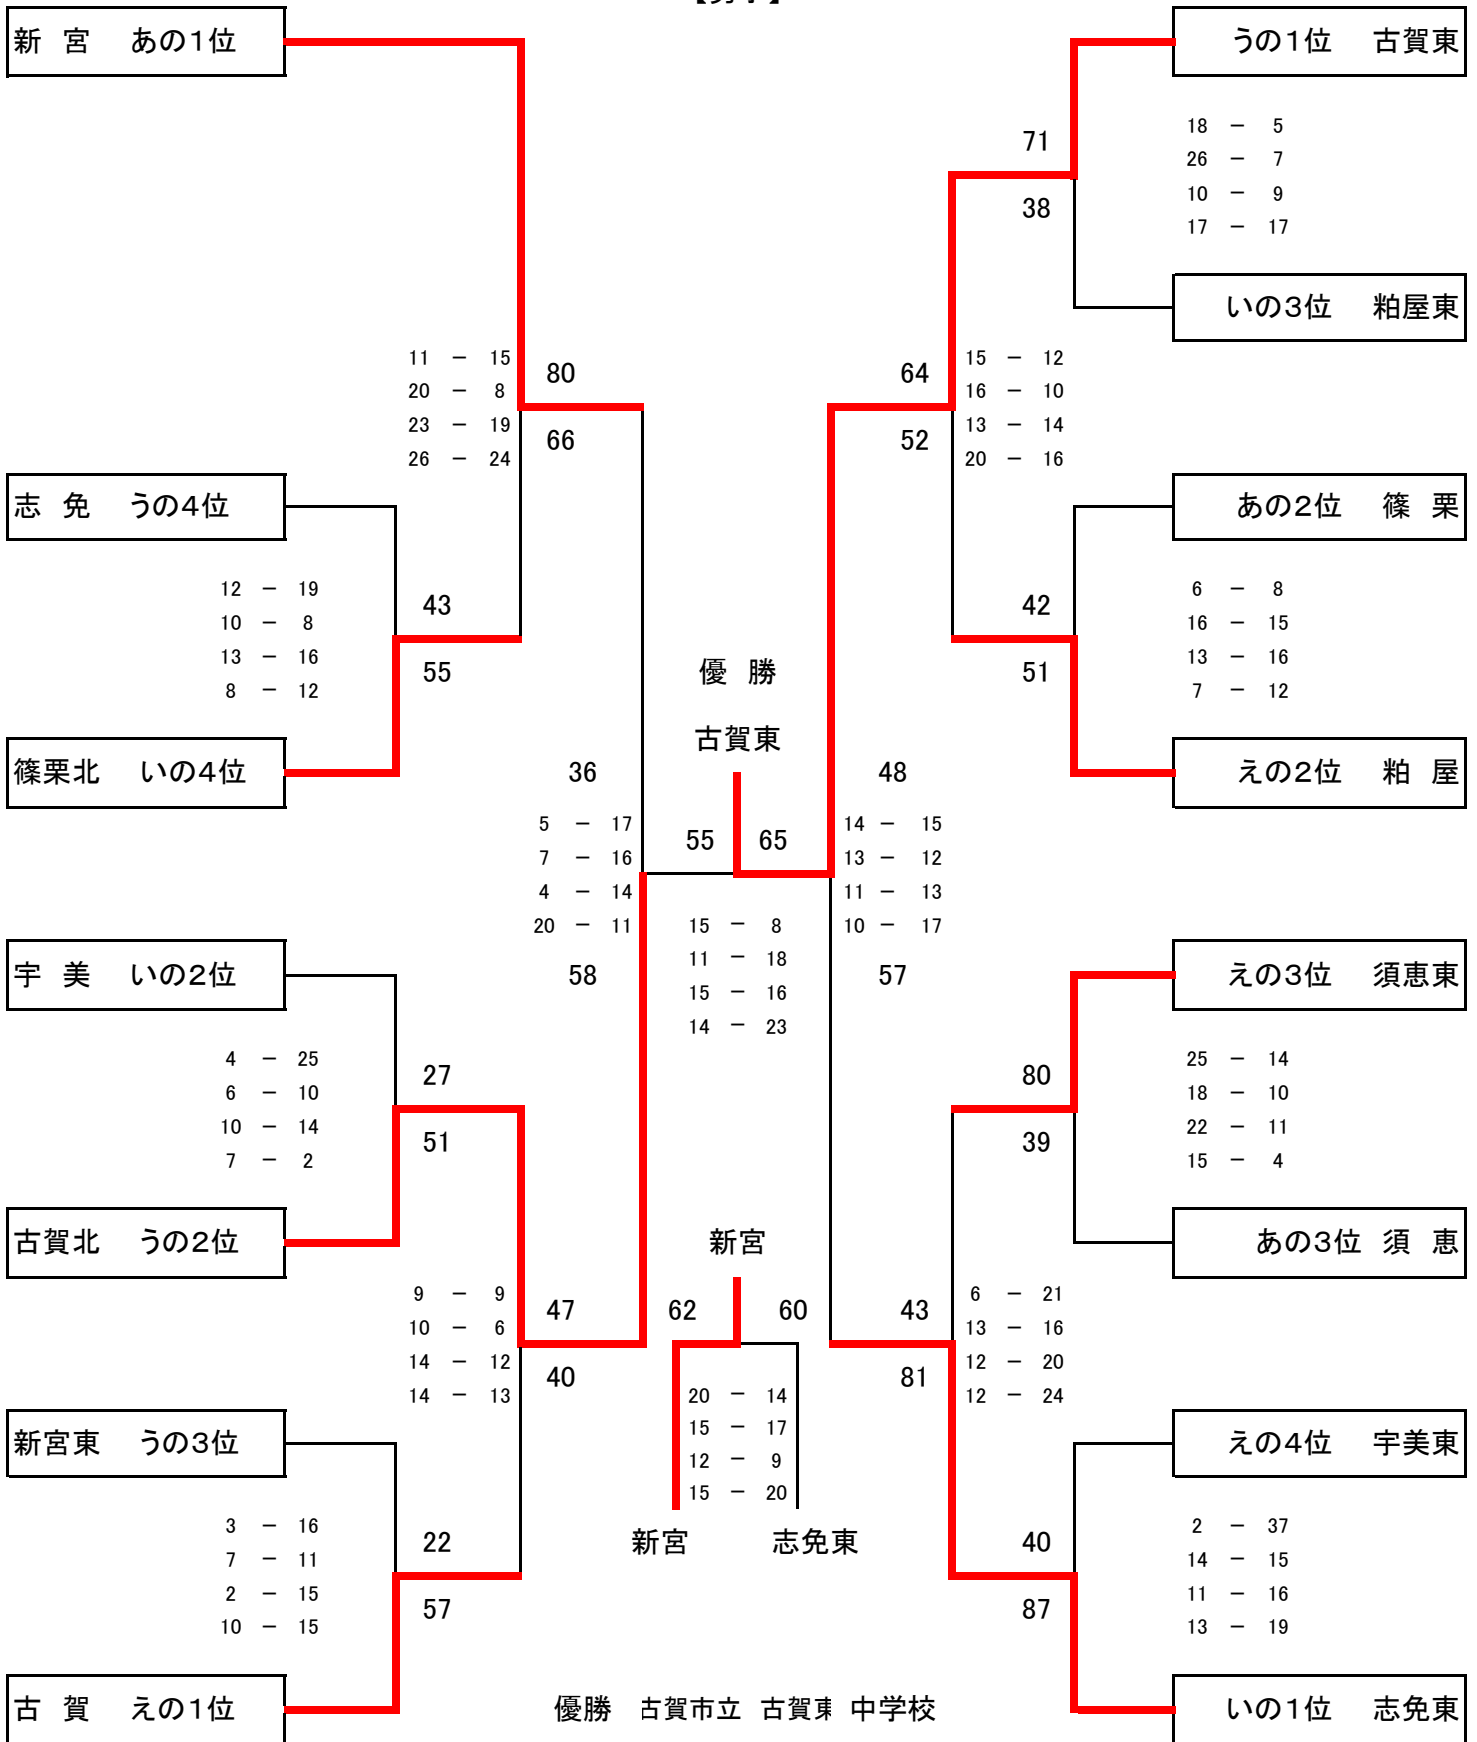 新 宮 あの1位
うの1位 古賀東
71
18 － 5
26 － 7
10 － 9
17 － 17
38
いの3位 粕屋東
11 － 15
20 － 8
23 － 19
26 － 24
80
66
64
52
15 － 12
16 － 10
13 － 14
20 － 16
志 免 うの4位
あの2位 篠 栗
12 － 19
10 － 8
13 － 16
8 － 12
43
55
42
51
6 － 8
16 － 15
13 － 16
7 － 12
優 勝
古賀東
篠栗北 いの4位
えの2位 粕 屋
36
5 － 17
7 － 16
4 － 14
20 － 11
58
55 65
15 － 8
11 － 18
15 － 16
14 － 23
48
14 － 15
13 － 12
11 － 13
10 － 17
57
宇 美 いの2位
えの3位 須恵東
4 － 25
6 － 10
10 － 14
7 － 2
27
51
80
39
25 － 14
18 － 10
22 － 11
15 － 4
古賀北 うの2位
あの3位 須 恵
9 － 9
10 － 6
14 － 12
14 － 13
47
40
新宮
62 60
20 － 14
15 － 17
12 － 9
15 － 20
新宮 志免東
43
81
6 － 21
13 － 16
12 － 20
12 － 24
新宮東 うの3位
えの4位 宇美東
3 － 16
7 － 11
2 － 15
10 － 15
22
57
40
87
2 － 37
14 － 15
11 － 16
13 － 19
古 賀 えの1位
優勝 古賀市立 古賀東 中学校
いの1位 志免東